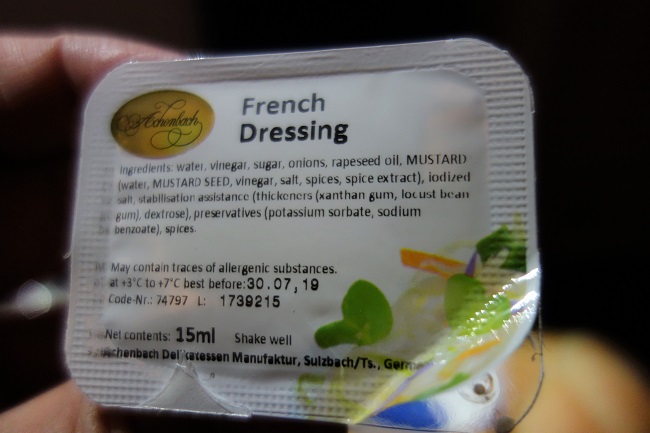 Achenbach
French
Dressing
Ingredients: water, vinegar, sugar, onions, rapeseed oil, MUSTARD
(water, MUSTARD SEED, vinegar, salt, spices, spice extract), iodized
salt, stabilisation assistance (thickeners (xanthan gum, locust bean
gum), dextrose), preservatives (potassium sorbate, sodium
benzoate), spices.
May contain traces of allergenic substances.
at +3°C to +7°C best before: 30.07,19
Code-Nr.: 74797 L: 1739215
Net contents: 15ml Shake well
Achenbach Delikatessen Manufaktur, Sulzbach/Ts., Germ